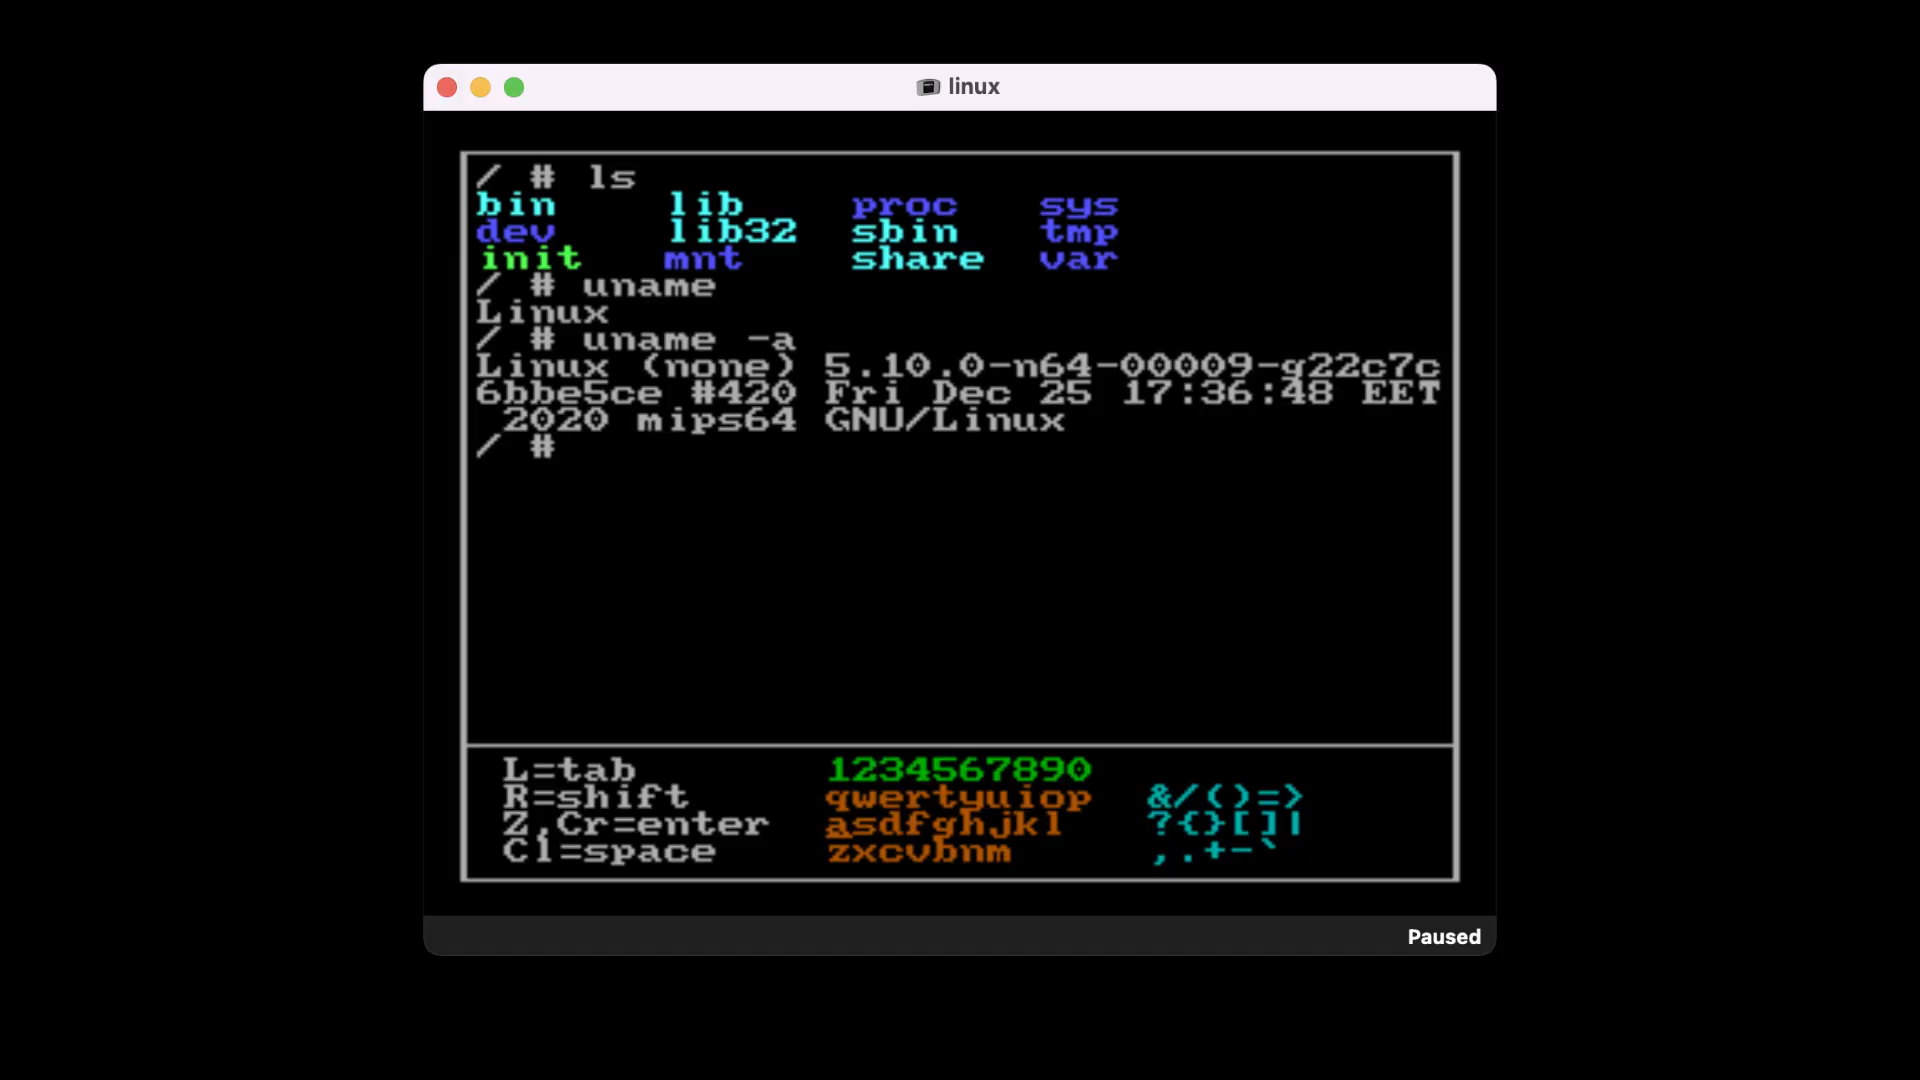 linux
/ # ls
bin lib proc sys
dev lib32 sbin tmp
init mnt share var
/ # uname
Linux
/ # uname -a
Linux (none) 5.10.0-n64-00009-g22c7c
6bbe5ce #420 Fri Dec 25 17:36:48 EET
2020 mips64 GNU/Linux
/ #
L=tab 1234567890
R=shift qwertyuiop &/()=>
Z,Cr=enter asdfghjkl ?{}[]|
Cl=space zxcvbnm ,.+-`
Paused